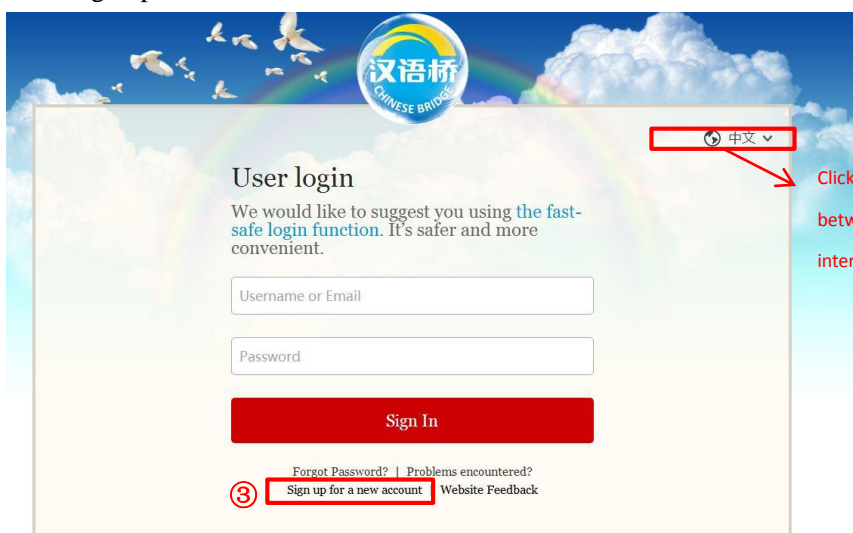 汉语桥
CHINESE BRIDGE
中文
User login
We would like to suggest you using the fast-
safe login function. It's safer and more
convenient.
Click
betw
inter
Username or Email
Password
Sign In
Forgot Password? | Problems encountered?
③ Sign up for a new account | Website Feedback